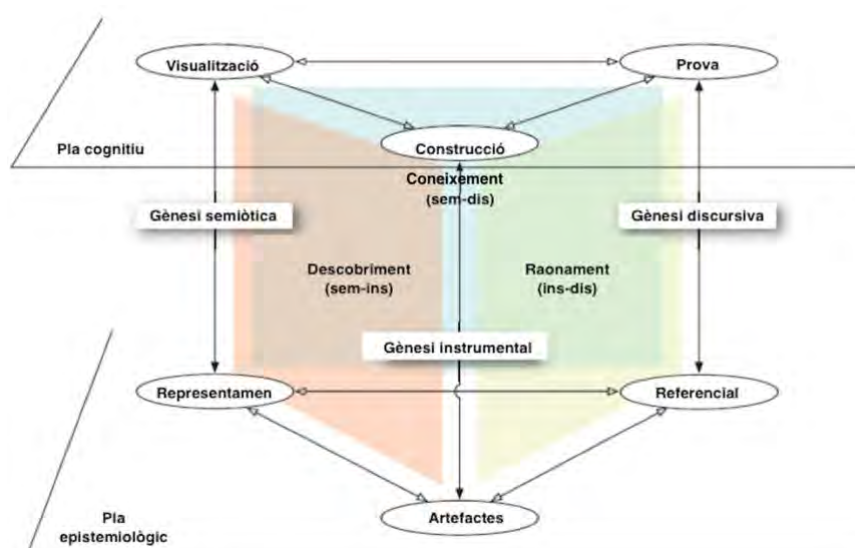 Visualització
Prova
Construcció
Pla cognitiu
Coneixement
(sem-dis)
Gènesi semiòtica
Gènesi discursiva
Descobriment
(sem-ins)
Raonament
(ins-dis)
Gènesi instrumental
Representamen
Referencial
Artefactes
Pla
epistemiològic